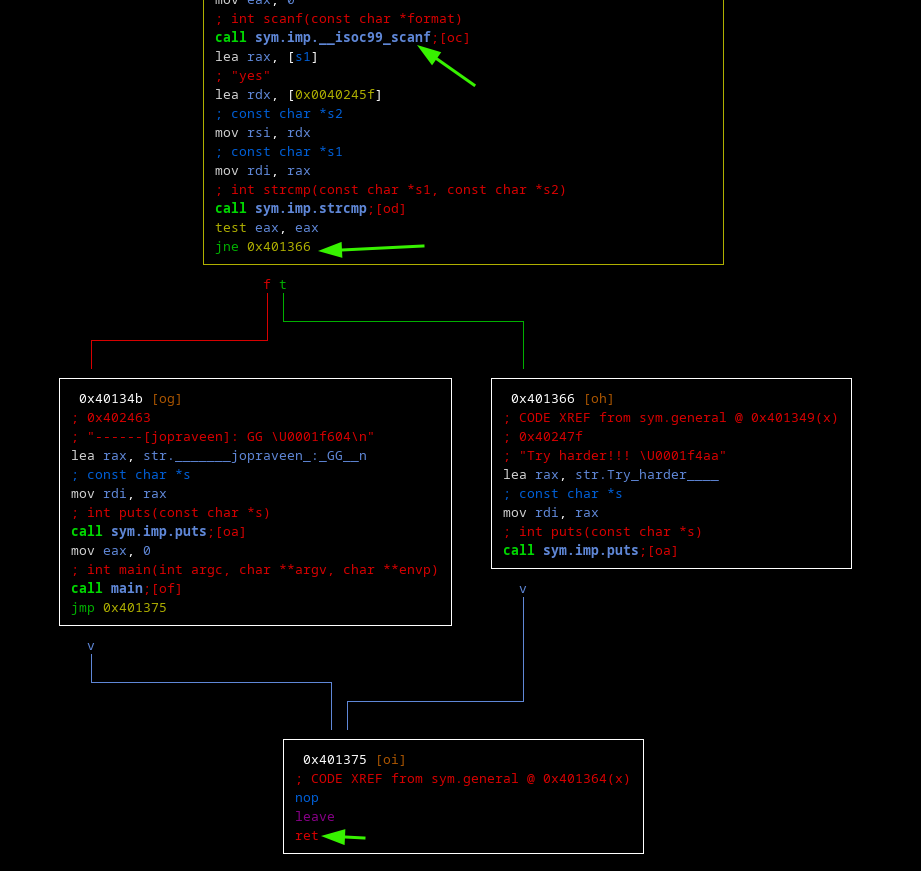 mov eax, 0
; int scanf(const char *format)
call sym.imp.__isoc99_scanf;[oc]
lea rax, [s1]
; "yes"
lea rdx, [0x0040245f]
; const char *s2
mov rsi, rdx
; const char *s1
mov rdi, rax
; int strcmp(const char *s1, const char *s2)
call sym.imp.strcmp;[od]
test eax, eax
jne 0x401366
f t
0x40134b [og]
; 0x402463
; "------[jopraveen]: GG \U0001f604\n"
lea rax, str._______jopraveen_:_GG__n
; const char *s
mov rdi, rax
; int puts(const char *s)
call sym.imp.puts;[oa]
mov eax, 0
; int main(int argc, char **argv, char **envp)
call main;[of]
jmp 0x401375
v
0x401366 [oh]
; CODE XREF from sym.general @ 0x401349(x)
; 0x40247f
; "Try harder!!! \U0001f4aa"
lea rax, str.Try_harder____
; const char *s
mov rdi, rax
; int puts(const char *s)
call sym.imp.puts;[oa]
v
0x401375 [oi]
; CODE XREF from sym.general @ 0x401364(x)
nop
leave
ret